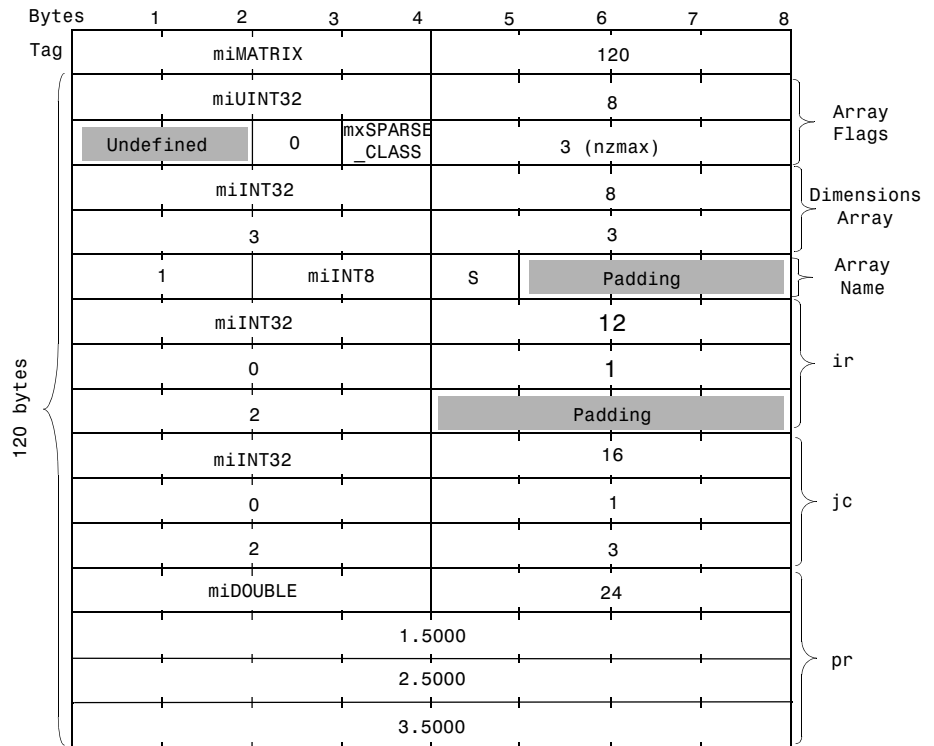 Bytes 1 2 3 4 5 6 7 8
Tag miMATRIX 120
miUINT32 8
Array
Flags
Undefined 0 mxSPARSE
_CLASS 3 (nzmax)
miINT32 8
Dimensions
Array
3 3
1 miINT8 S Padding
Array
Name
miINT32 12
0 1
ir
2 Padding
120 bytes
miINT32 16
0 1
jc
2 3
miDOUBLE 24
1.5000
pr
2.5000
3.5000